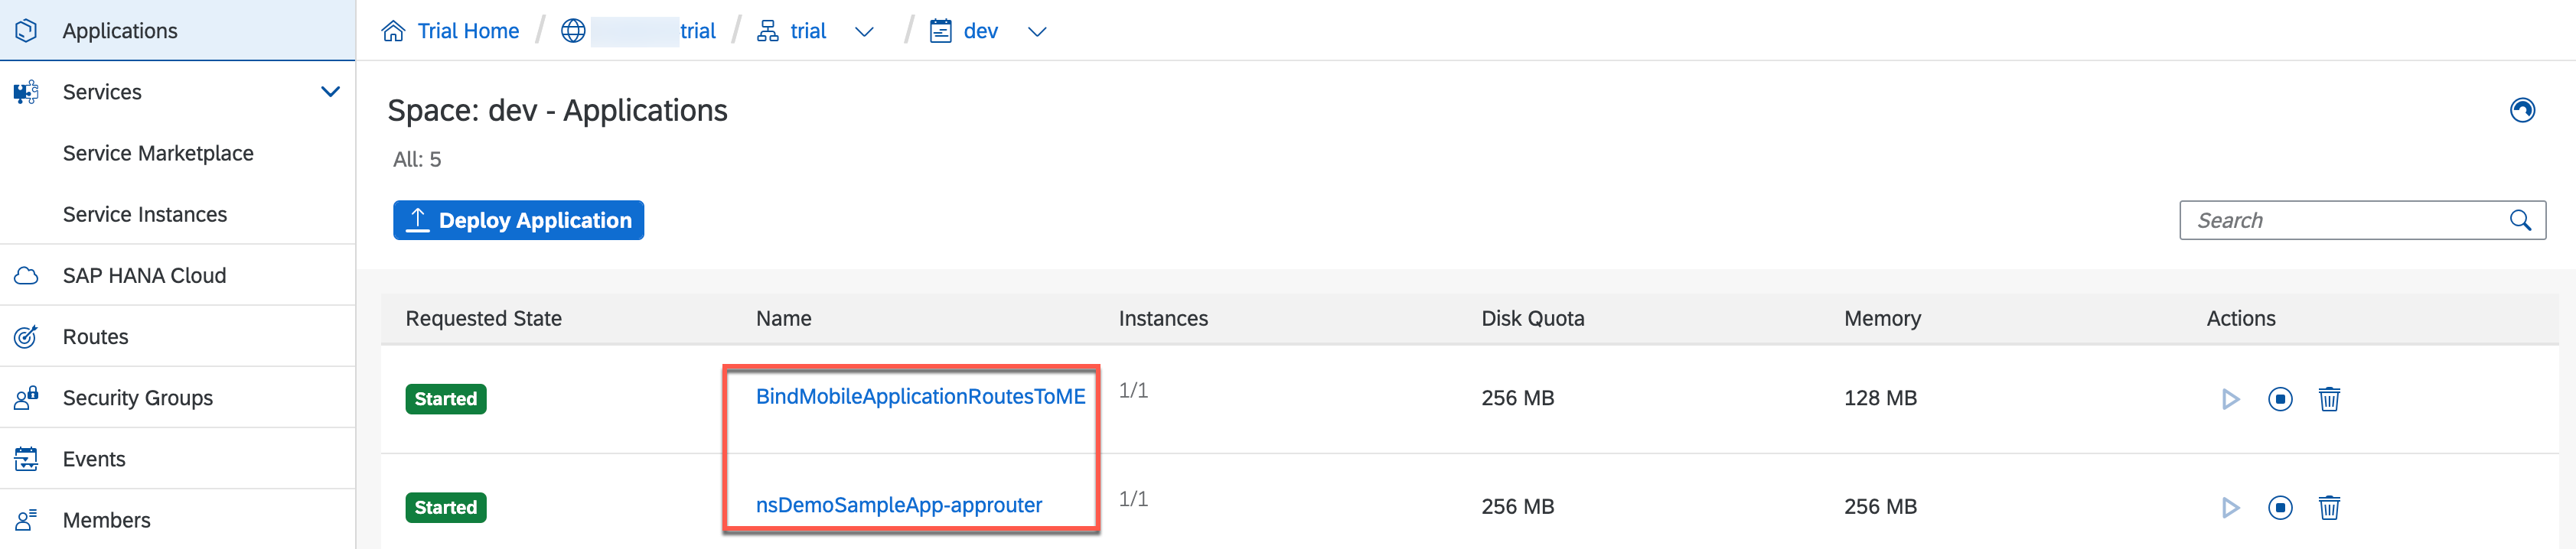 Applications
Services
Service Marketplace
Service Instances
SAP HANA Cloud
Routes
Security Groups
Events
Members
Trial Home / trial / trial / dev
Space: dev - Applications
All: 5
Deploy Application
Search
Requested State Name Instances Disk Quota Memory Actions
Started BindMobileApplicationRoutesToME 1/1 256 MB 128 MB
Started nsDemoSampleApp-approuter 1/1 256 MB 256 MB